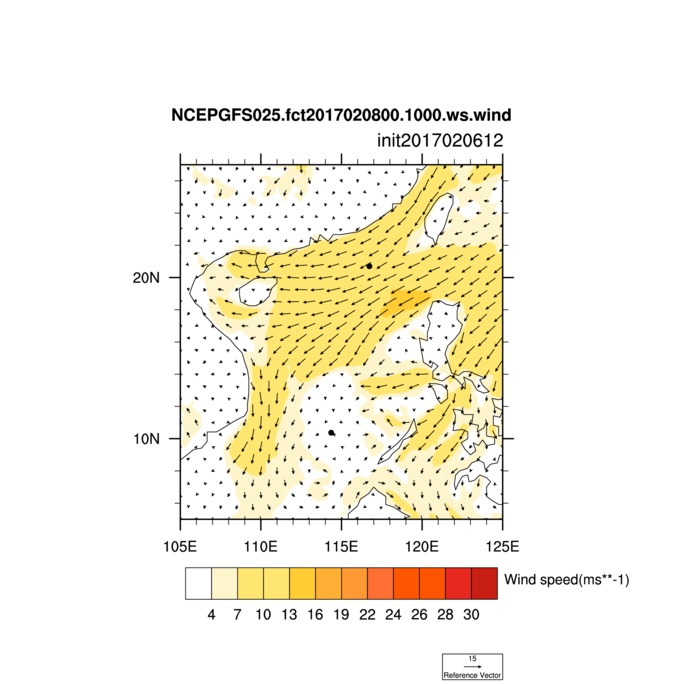 NCEPGFS025.fct2017020800.1000.ws.wind
init2017020612
20N
10N
105E 110E 115E 120E 125E
Wind speed(ms**-1)
4 7 10 13 16 19 22 24 26 28 30
15
Reference Vector